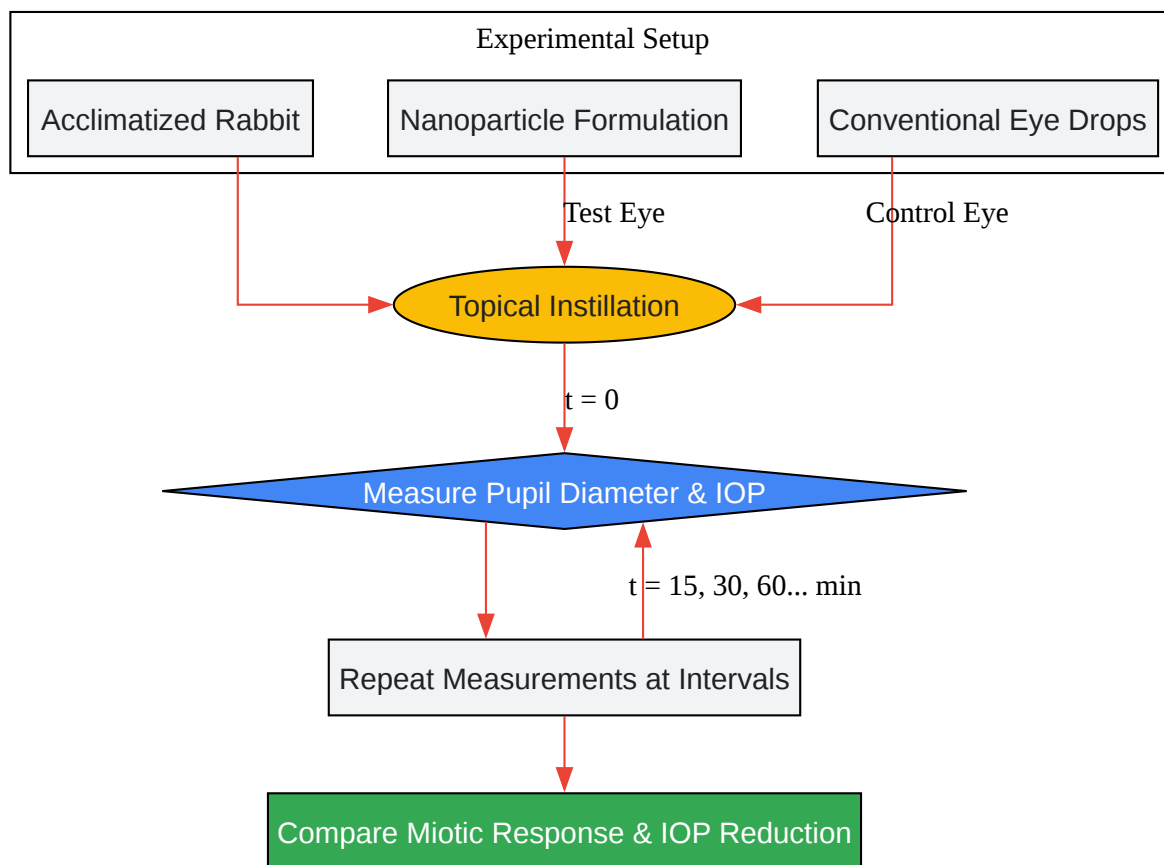 Experimental Setup
Acclimatized Rabbit
Nanoparticle Formulation
Conventional Eye Drops
Test Eye
Control Eye
Topical Instillation
t = 0
Measure Pupil Diameter & IOP
t = 15, 30, 60... min
Repeat Measurements at Intervals
Compare Miotic Response & IOP Reduction